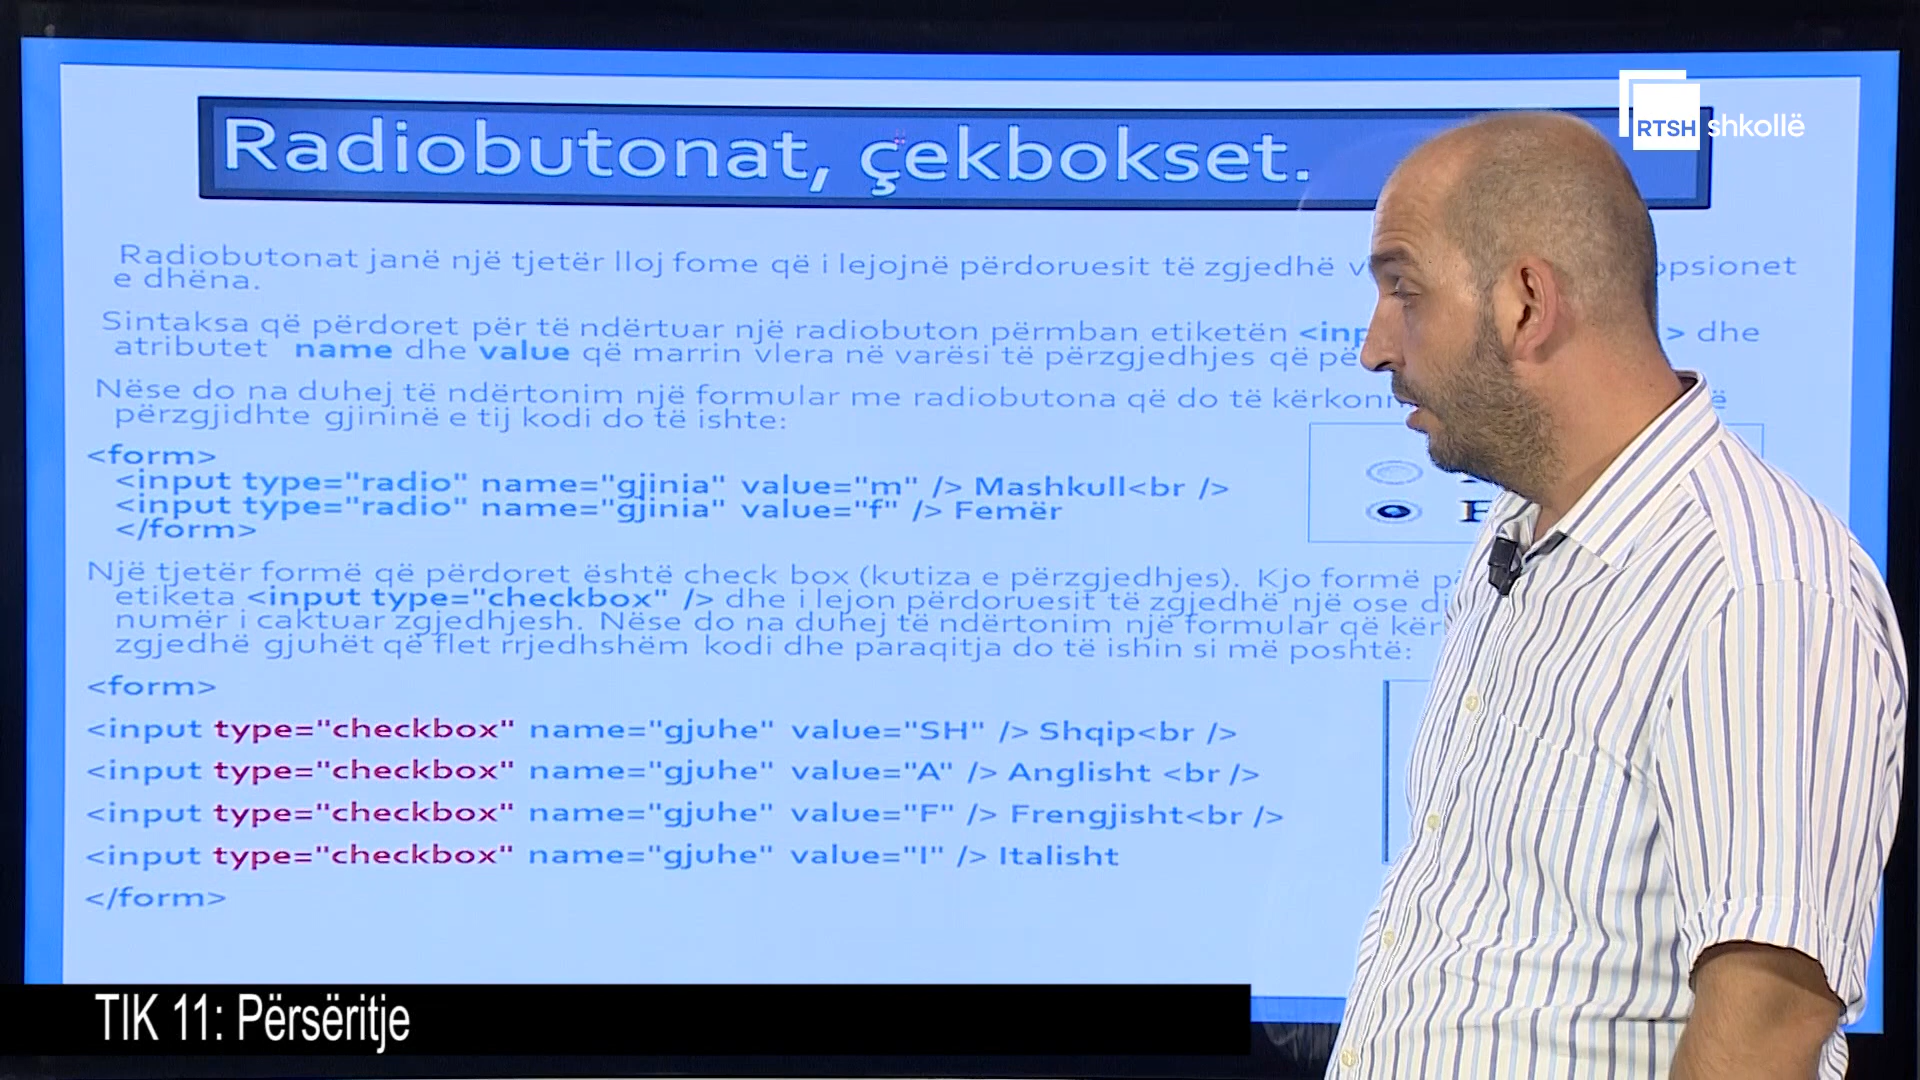 RTSH shkollë
Radiobutonat, çekbokset.
Radiobutonat janë një tjetër lloj fome që i lejojnë përdoruesit të zgjedhë opsionet
e dhëna.
Sintaksa që përdoret për të ndërtuar një radiobuton përmban etiketën <inp > dhe
atributet name dhe value që marrin vlera në varësi të përzgjedhjes që
Nëse do na duhej të ndërtonim një formular me radiobutona që do të
përzgjidhte gjininë e tij kodi do të ishte:
<form>
<input type="radio" name="gjinia" value="m" /> Mashkull<br />
<input type="radio" name="gjinia" value="f" /> Femër
</form>
Një tjetër formë që përdoret është check box (kutiza e përzgjedhjes). Kjo formë
etiketa <input type="checkbox" /> dhe i lejon përdoruesit të zgjedhë një ose
numër i caktuar zgjedhjesh. Nëse do na duhej të ndërtonim një formular që
zgjedhë gjuhët që flet rrjedhshëm kodi dhe paraqitja do të ishin si më poshtë:
<form>
<input type="checkbox" name="gjuhe" value="SH" /> Shqip<br />
<input type="checkbox" name="gjuhe" value="A" /> Anglisht <br />
<input type="checkbox" name="gjuhe" value="F" /> Frengjisht<br />
<input type="checkbox" name="gjuhe" value="I" /> Italisht
</form>
TIK 11: Përsëritje